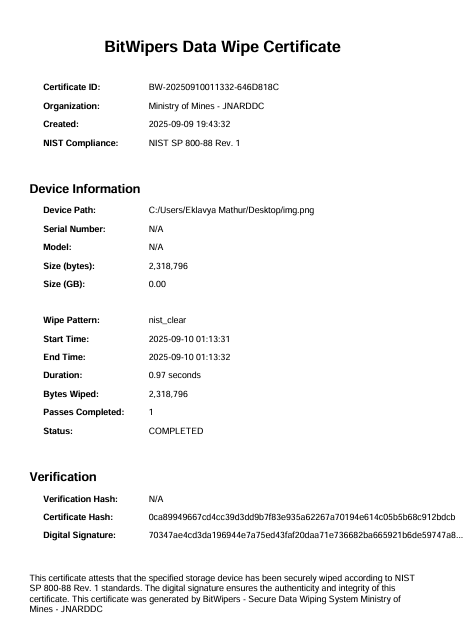 BitWipers Data Wipe Certificate
Certificate ID: BW-20250910011332-646D818C
Organization: Ministry of Mines - JNARDDC
Created: 2025-09-09 19:43:32
NIST Compliance: NIST SP 800-88 Rev. 1
Device Information
Device Path: C:/Users/Eklavya Mathur/Desktop/img.png
Serial Number: N/A
Model: N/A
Size (bytes): 2,318,796
Size (GB): 0.00
Wipe Pattern: nist_clear
Start Time: 2025-09-10 01:13:31
End Time: 2025-09-10 01:13:32
Duration: 0.97 seconds
Bytes Wiped: 2,318,796
Passes Completed: 1
Status: COMPLETED
Verification
Verification Hash: N/A
Certificate Hash: 0ca89949667cd4cc39d3dd9b7f83e935a62267a70194e614c05b5b68c912bdcb
Digital Signature: 70347ae4cd3da196944e7a75ed43faf20daa71e736682ba665921b6de59747a8...
This certificate attests that the specified storage device has been securely wiped according to NIST
SP 800-88 Rev. 1 standards. The digital signature ensures the authenticity and integrity of this
certificate. This certificate was generated by BitWipers - Secure Data Wiping System Ministry of
Mines - JNARDDC